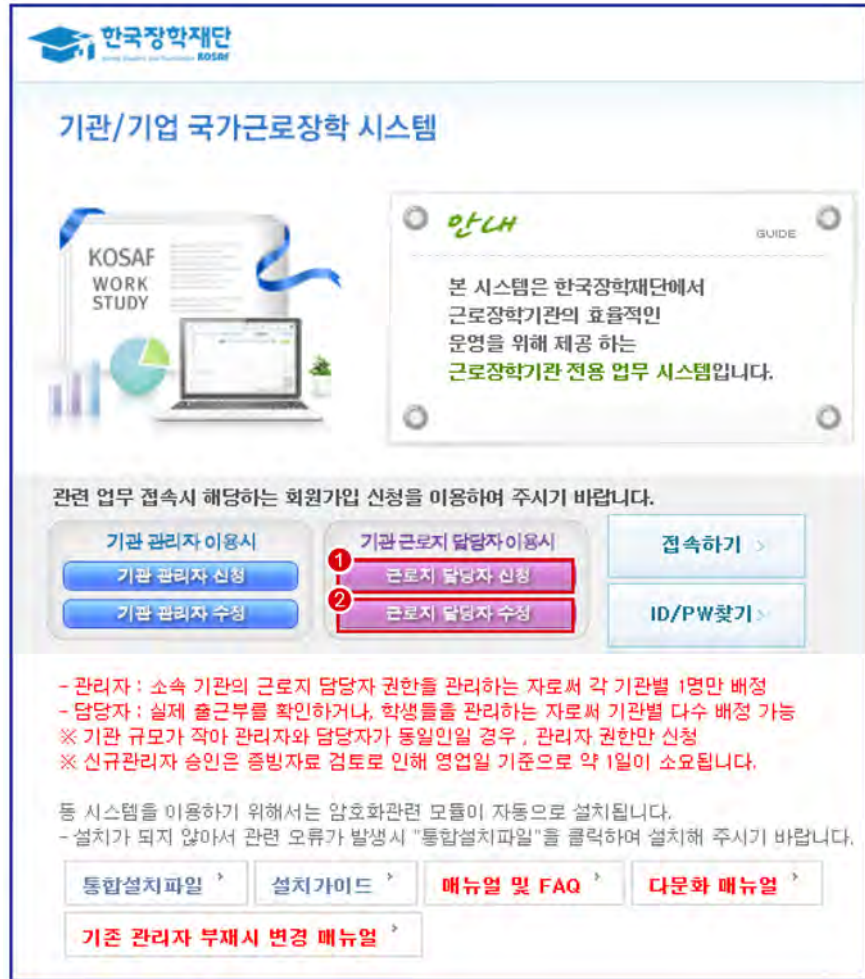 한국장학재단
KOSAF
기관/기업 국가근로장학 시스템
KOSAF
WORK
STUDY
안내
GUIDE
본 시스템은 한국장학재단에서
근로장학기관의 효율적인
운영을 위해 제공 하는
근로장학기관 전용 업무 시스템입니다.
관련 업무 접속시 해당하는 회원가입 신청을 이용하여 주시기 바랍니다.
기관 관리자 이용시
기관 관리자 신청
기관 관리자 수정
기관 근로지 담당자 이용시
1
근로지 담당자 신청
2
근로지 담당자 수정
접속하기 >
ID/PW찾기 >
- 관리자 : 소속 기관의 근로지 담당자 권한을 관리하는 자로써 각 기관별 1명만 배정
- 담당자 : 실제 출근부를 확인하거나, 학생들을 관리하는 자로써 기관별 다수 배정 가능
※ 기관 규모가 작아 관리자와 담당자가 동일인일 경우 , 관리자 권한만 신청
※ 신규관리자 승인은 증빙자료 검토로 인해 영업일 기준으로 약 1일이 소요됩니다.
동 시스템을 이용하기 위해서는 암호화관련 모듈이 자동으로 설치됩니다.
- 설치가 되지 않아서 관련 오류가 발생시 "통합설치파일"을 클릭하여 설치해 주시기 바랍니다.
통합설치파일 >
설치가이드 >
매뉴얼 및 FAQ >
다문화 매뉴얼 >
기존 관리자 부재시 변경 매뉴얼 >